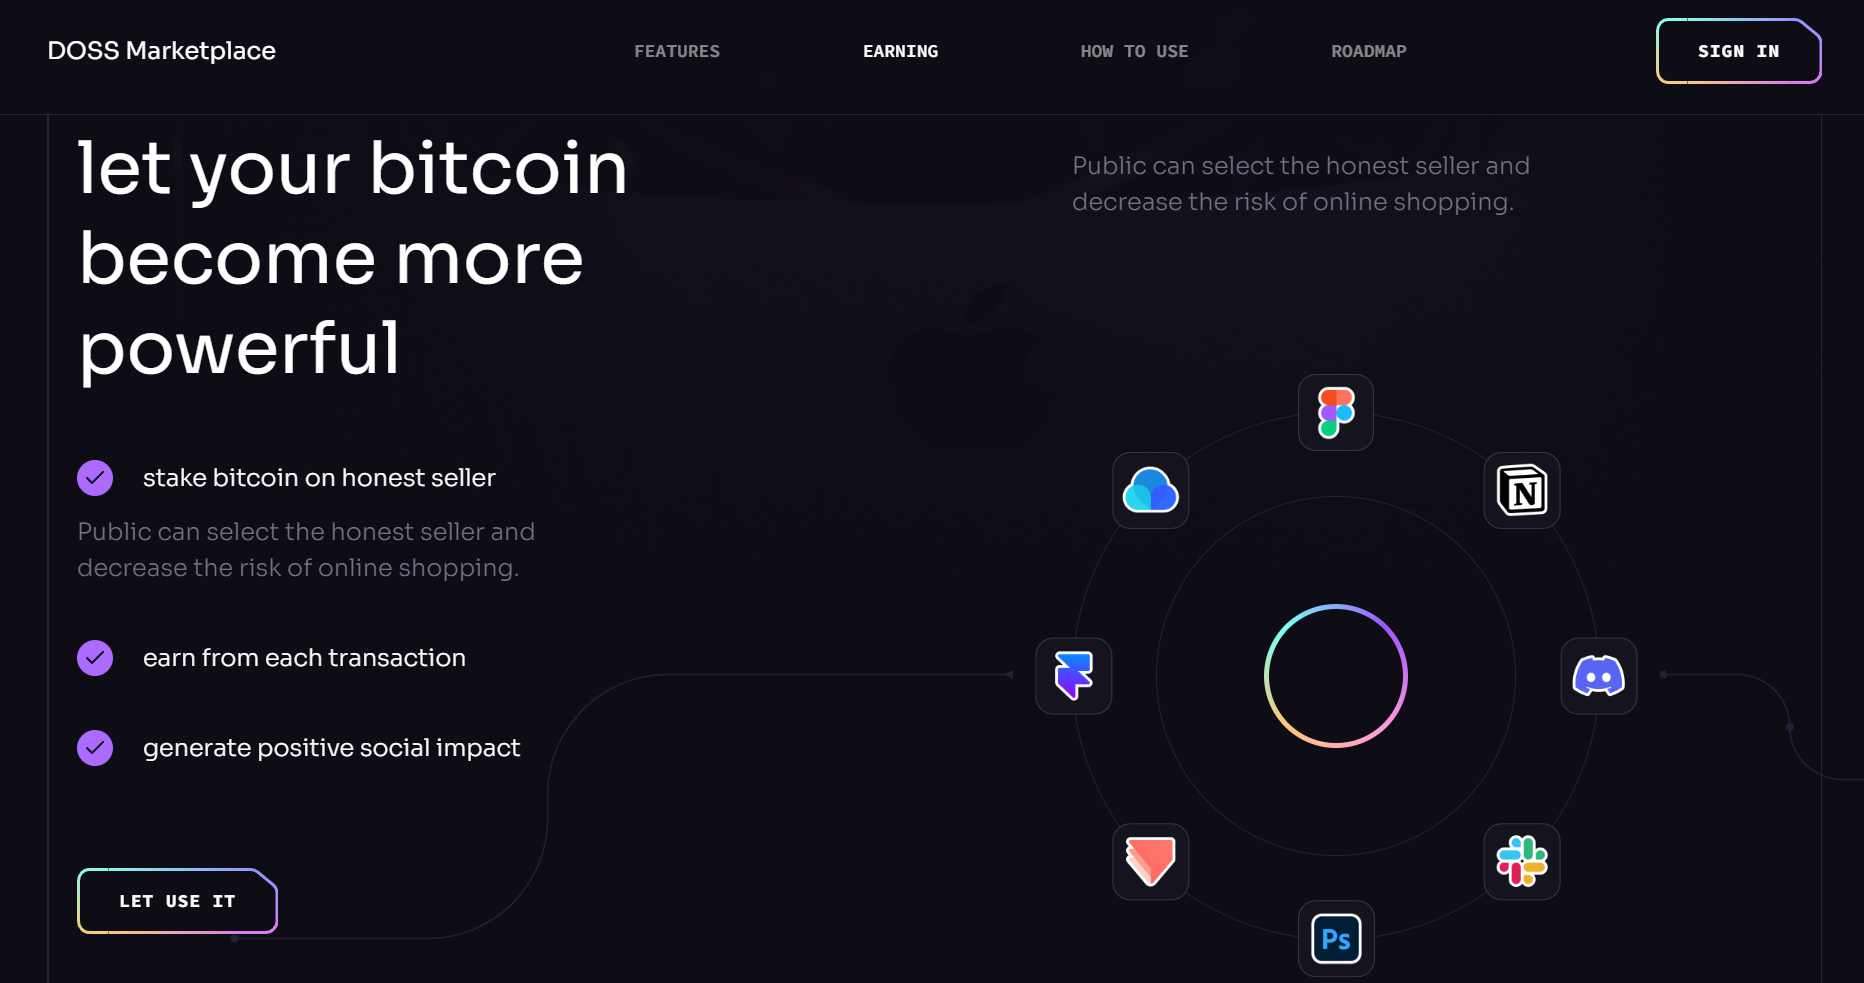 DOSS Marketplace
FEATURES
EARNING
HOW TO USE
ROADMAP
SIGN IN
let your bitcoin
become more
powerful
Public can select the honest seller and
decrease the risk of online shopping.
stake bitcoin on honest seller
Public can select the honest seller and
decrease the risk of online shopping.
earn from each transaction
generate positive social impact
LET USE IT
N
Ps